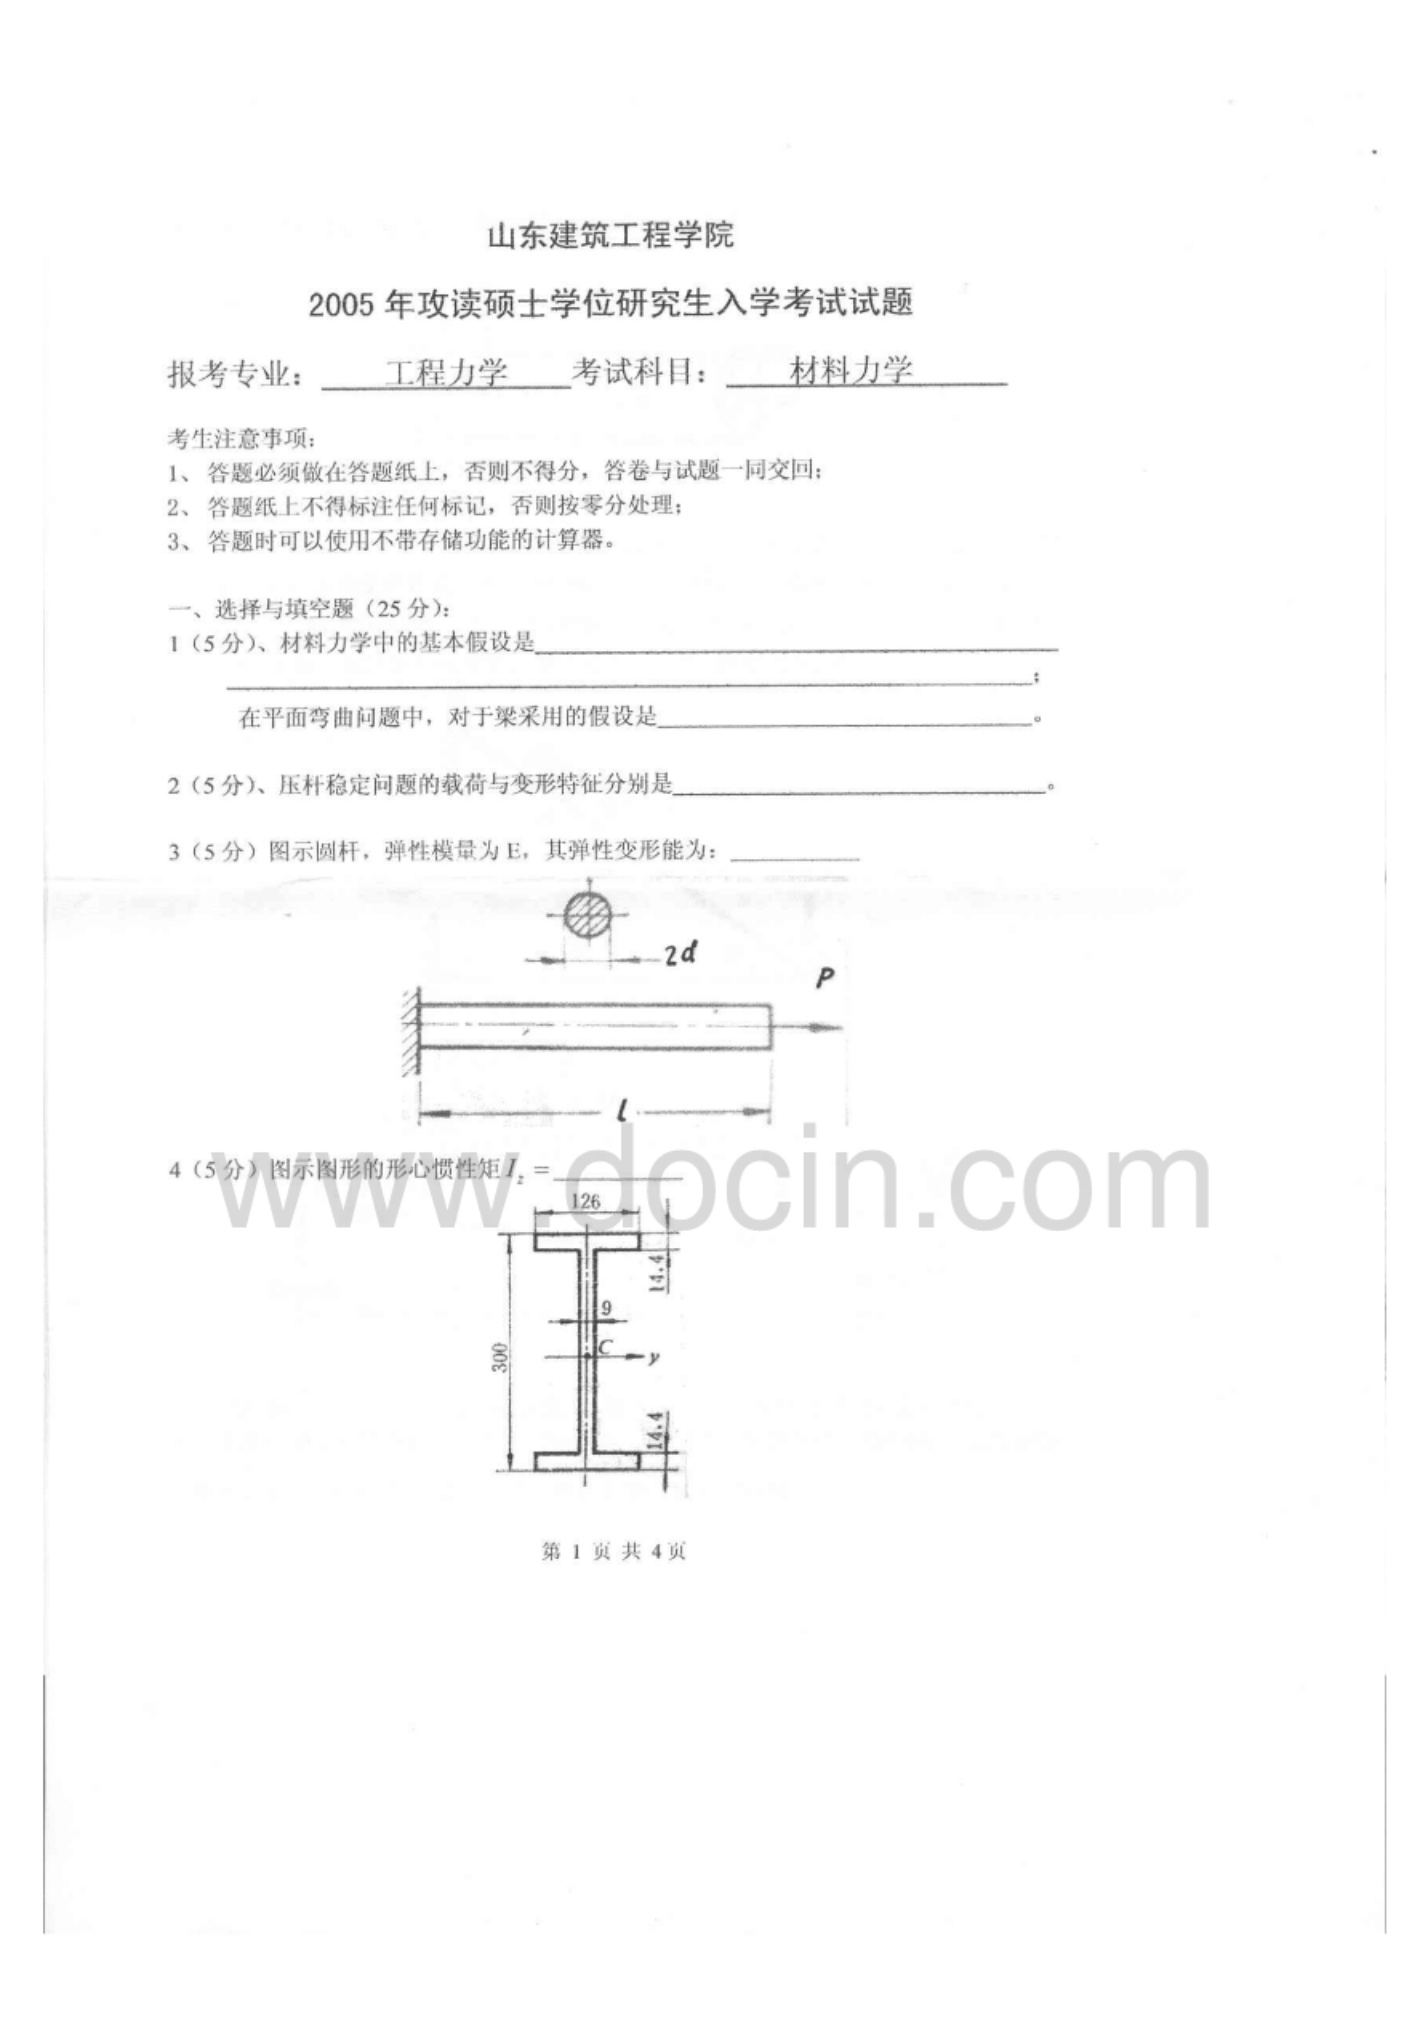 山东建筑工程学院
2005 年攻读硕士学位研究生入学考试试题
报考专业： 工程力学 考试科目： 材料力学
考生注意事项：
1、 答题必须做在答题纸上，否则不得分，答卷与试题一同交回；
2、 答题纸上不得标注任何标记，否则按零分处理；
3、 答题时可以使用不带存储功能的计算器。
一、选择与填空题（25 分）：
1（5 分）、材料力学中的基本假设是
；
在平面弯曲问题中，对于梁采用的假设是 。
2（5 分）、压杆稳定问题的载荷与变形特征分别是 。
3（5 分）图示圆杆，弹性模量为 E，其弹性变形能为：
2d
P
l
4（5 分）图示图形的形心惯性矩 I_z =
www.docin.com
126
14.4
9
C
y
300
14.4
第 1 页 共 4 页